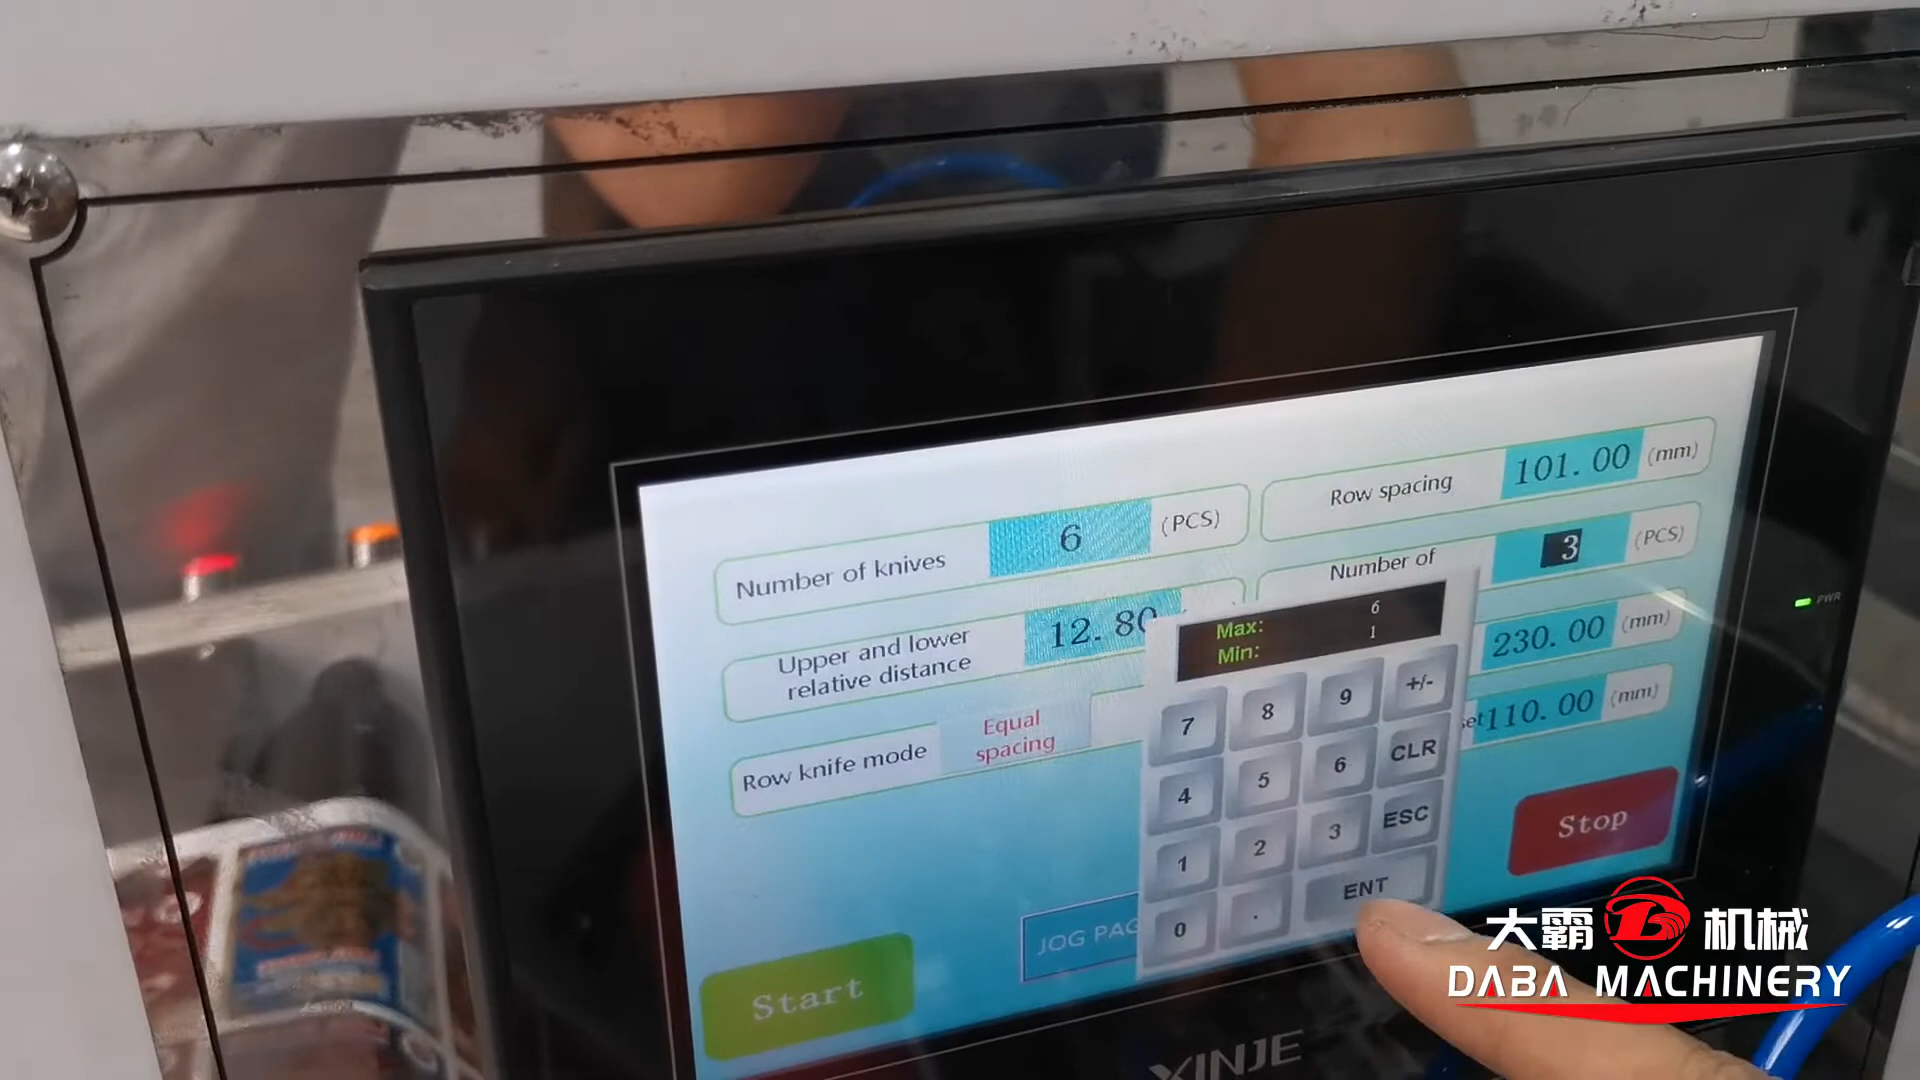 Number of knives 6 (PCS)
Row spacing 101.00 (mm)
Number of 3 (PCS)
Upper and lower
relative distance 12.80
230.00 (mm)
Row knife mode Equal
spacing
set 110.00 (mm)
Max: 6
Min: 1
7 8 9 +/-
4 5 6 CLR
1 2 3 ESC
0 . ENT
Start
JOG PAG
Stop
PWR
XINJE
大霸 机械
DABA MACHINERY